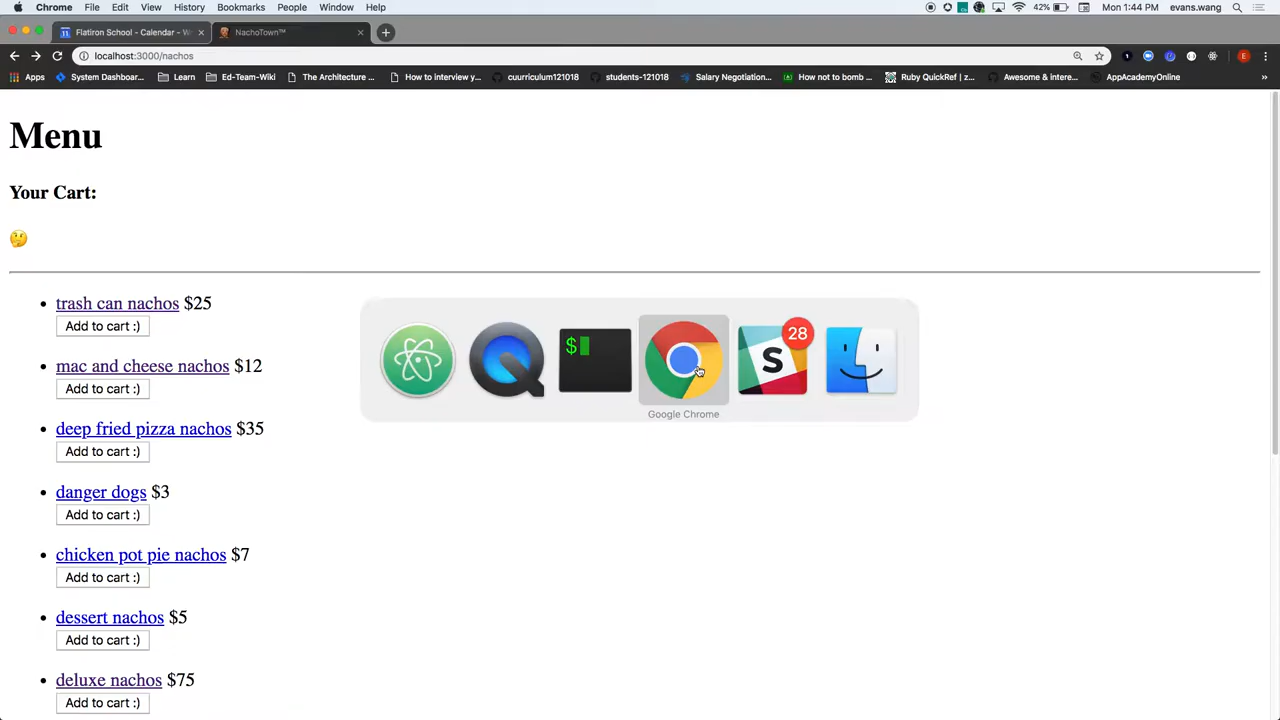 Chrome File Edit View History Bookmarks People Window Help 42% Mon 1:44 PM evans.wang
Flatiron School - Calendar - W × NachoTown™ ×
localhost:3000/nachos E
Apps System Dashboar... Learn Ed-Team-Wiki The Architecture ... How to interview y... cuurriculum121018 students-121018 Salary Negotiation... How not to bomb ... Ruby QuickRef | z... Awesome & intere... AppAcademyOnline »
Menu
Your Cart:
trash can nachos $25
Add to cart :)
mac and cheese nachos $12
Add to cart :)
deep fried pizza nachos $35
Add to cart :)
danger dogs $3
Add to cart :)
chicken pot pie nachos $7
Add to cart :)
dessert nachos $5
Add to cart :)
deluxe nachos $75
Add to cart :)
$ S 28
Google Chrome